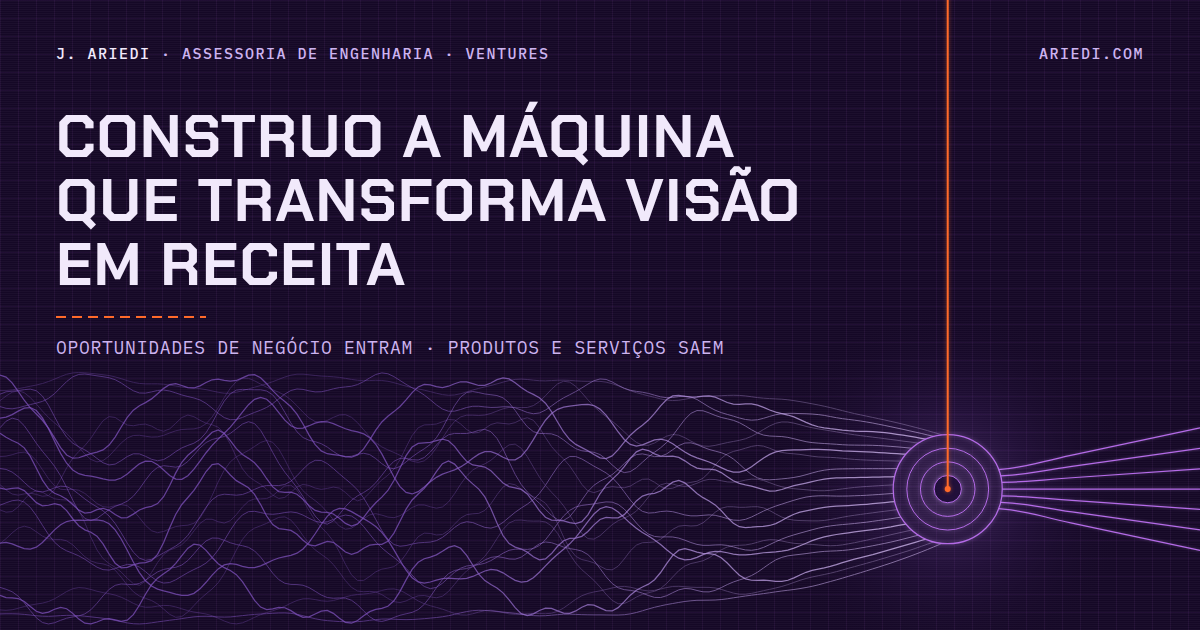 J. ARIEDI · ASSESSORIA DE ENGENHARIA · VENTURES
ARIEDI.COM
CONSTRUO A MÁQUINA
QUE TRANSFORMA VISÃO
EM RECEITA
OPORTUNIDADES DE NEGÓCIO ENTRAM · PRODUTOS E SERVIÇOS SAEM